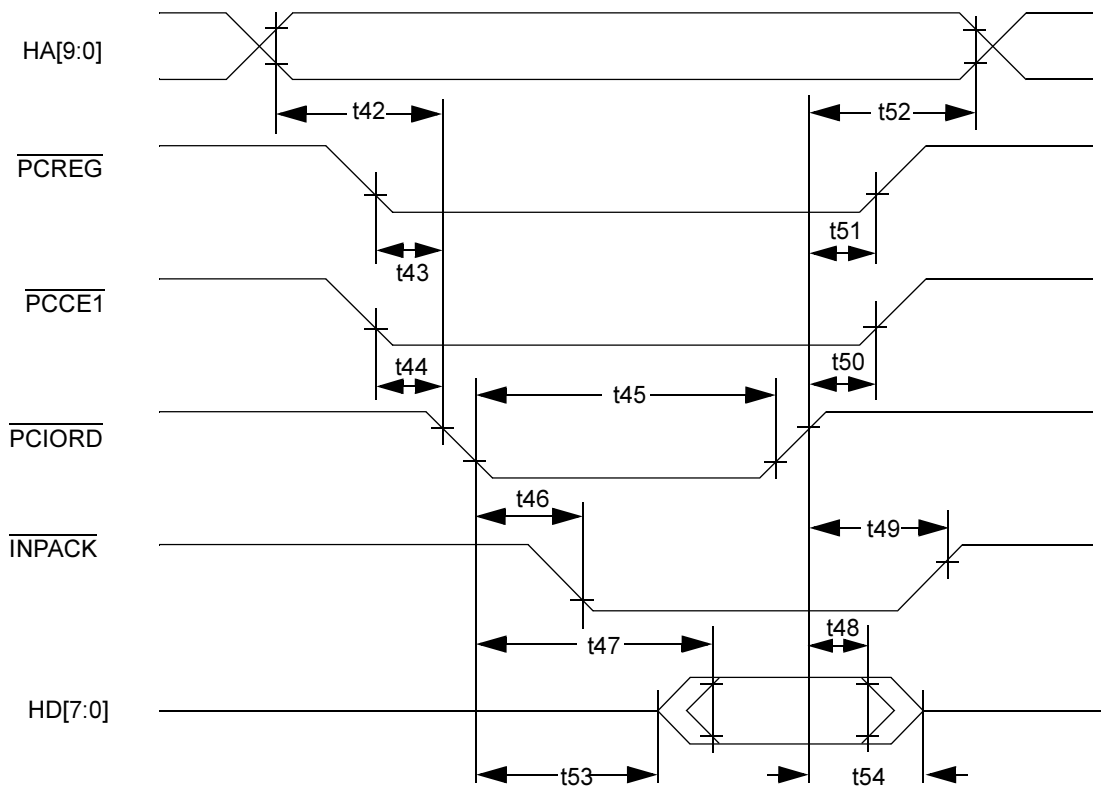 HA[9:0]
t42
t52
PCREG
t51
t43
PCCE1
t44
t50
t45
PCIORD
t46
t49
INPACK
t48
t47
HD[7:0]
t53
t54